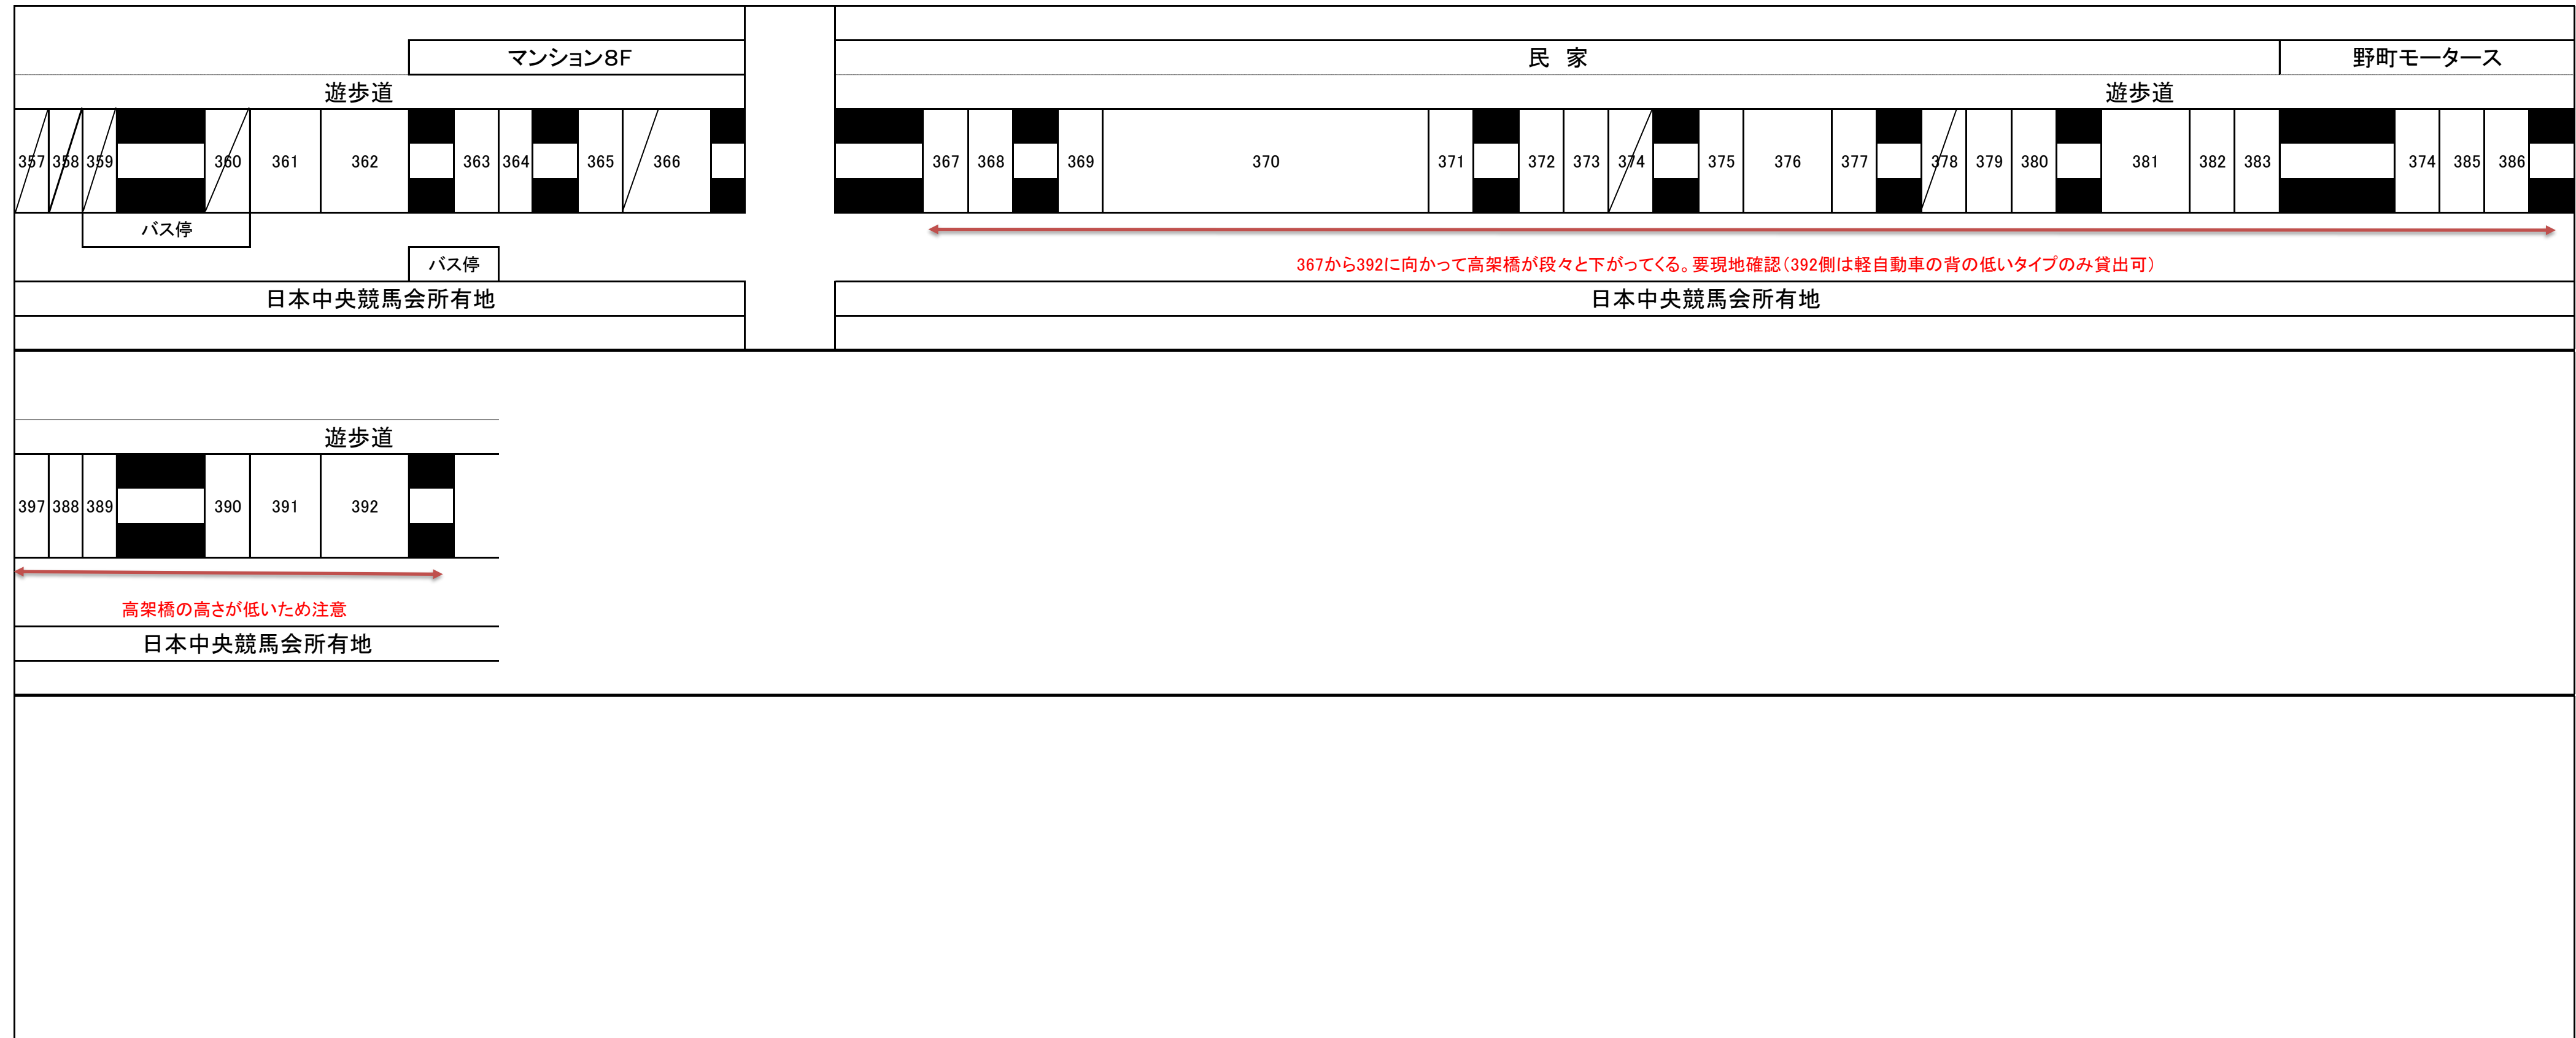 マンション８Ｆ
民　家
野町モータース
遊歩道
遊歩道
357 358 359 360 361 362 363 364 365 366 367 368 369 370 371 372 373 374 375 376 377 378 379 380 381 382 383 374 385 386
バス停
バス停
367から392に向かって高架橋が段々と下がってくる。要現地確認（392側は軽自動車の背の低いタイプのみ貸出可）
日本中央競馬会所有地
日本中央競馬会所有地
遊歩道
397 388 389 390 391 392
高架橋の高さが低いため注意
日本中央競馬会所有地